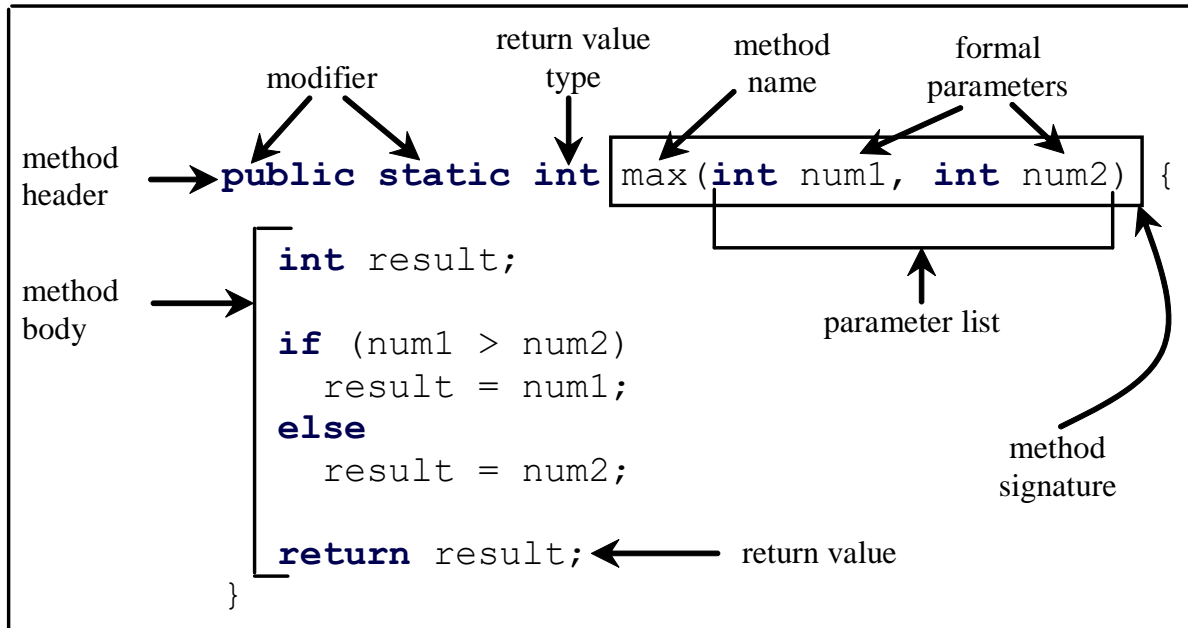 return value
type
method
name
formal
parameters
modifier
method
header
public static int max(int num1, int num2) {
int result;
method
body
parameter list
if (num1 > num2)
result = num1;
else
result = num2;
method
signature
return result;
return value
}